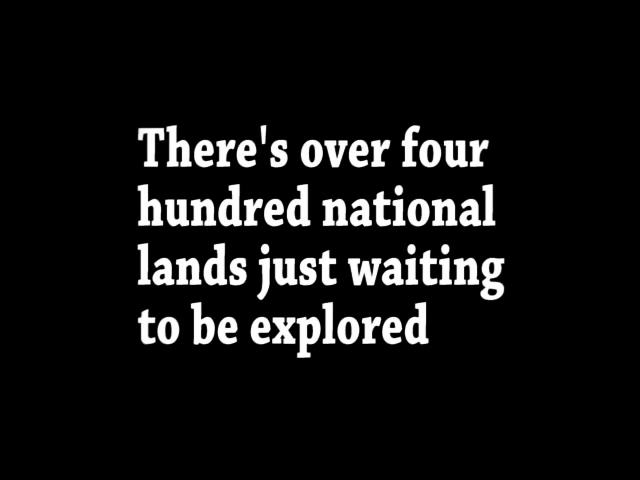 There's over four
hundred national
lands just waiting
to be explored